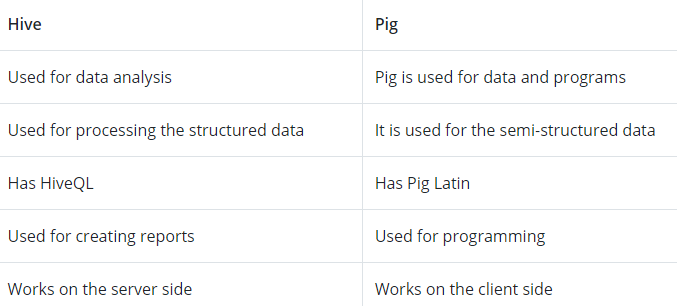 Hive Pig
Used for data analysis Pig is used for data and programs
Used for processing the structured data It is used for the semi-structured data
Has HiveQL Has Pig Latin
Used for creating reports Used for programming
Works on the server side Works on the client side